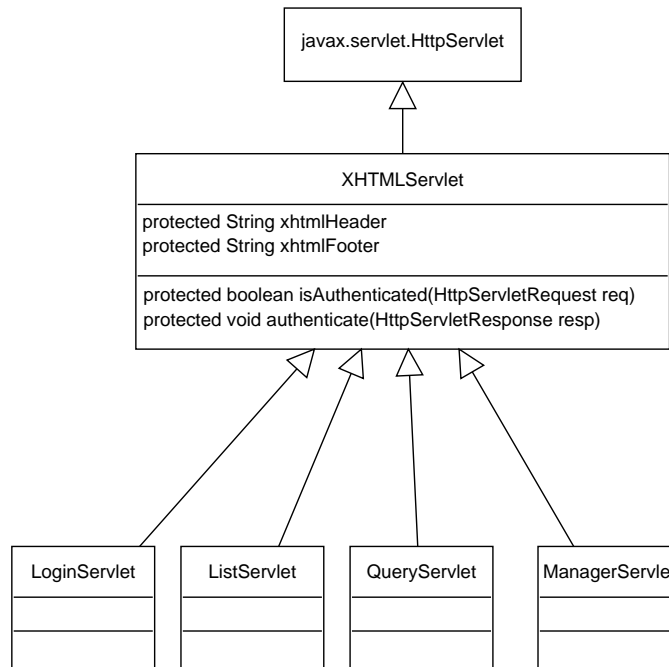 javax.servlet.HttpServlet
XHTMLServlet
protected String xhtmlHeader
protected String xhtmlFooter
protected boolean isAuthenticated(HttpServletRequest req)
protected void authenticate(HttpServletResponse resp)
LoginServlet
ListServlet
QueryServlet
ManagerServle